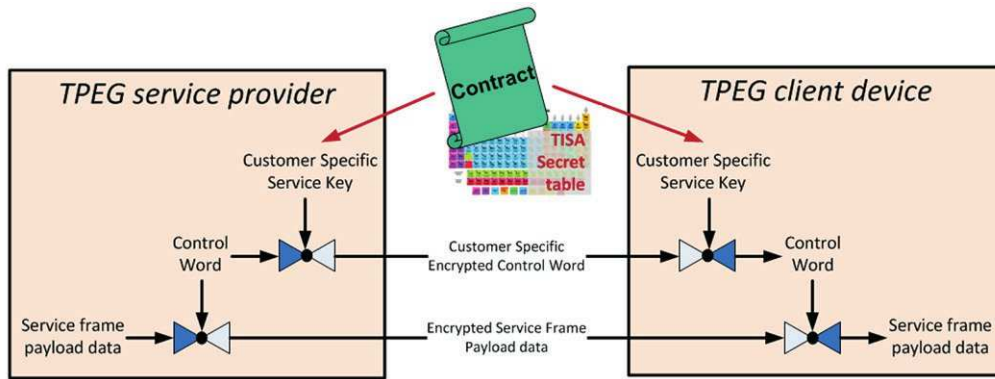 Contract
TISA
Secret
table
TPEG service provider
Customer Specific
Service Key
Control
Word
Service frame
payload data
Customer Specific
Encrypted Control Word
Encrypted Service Frame
Payload data
TPEG client device
Customer Specific
Service Key
Control
Word
Service frame
payload data